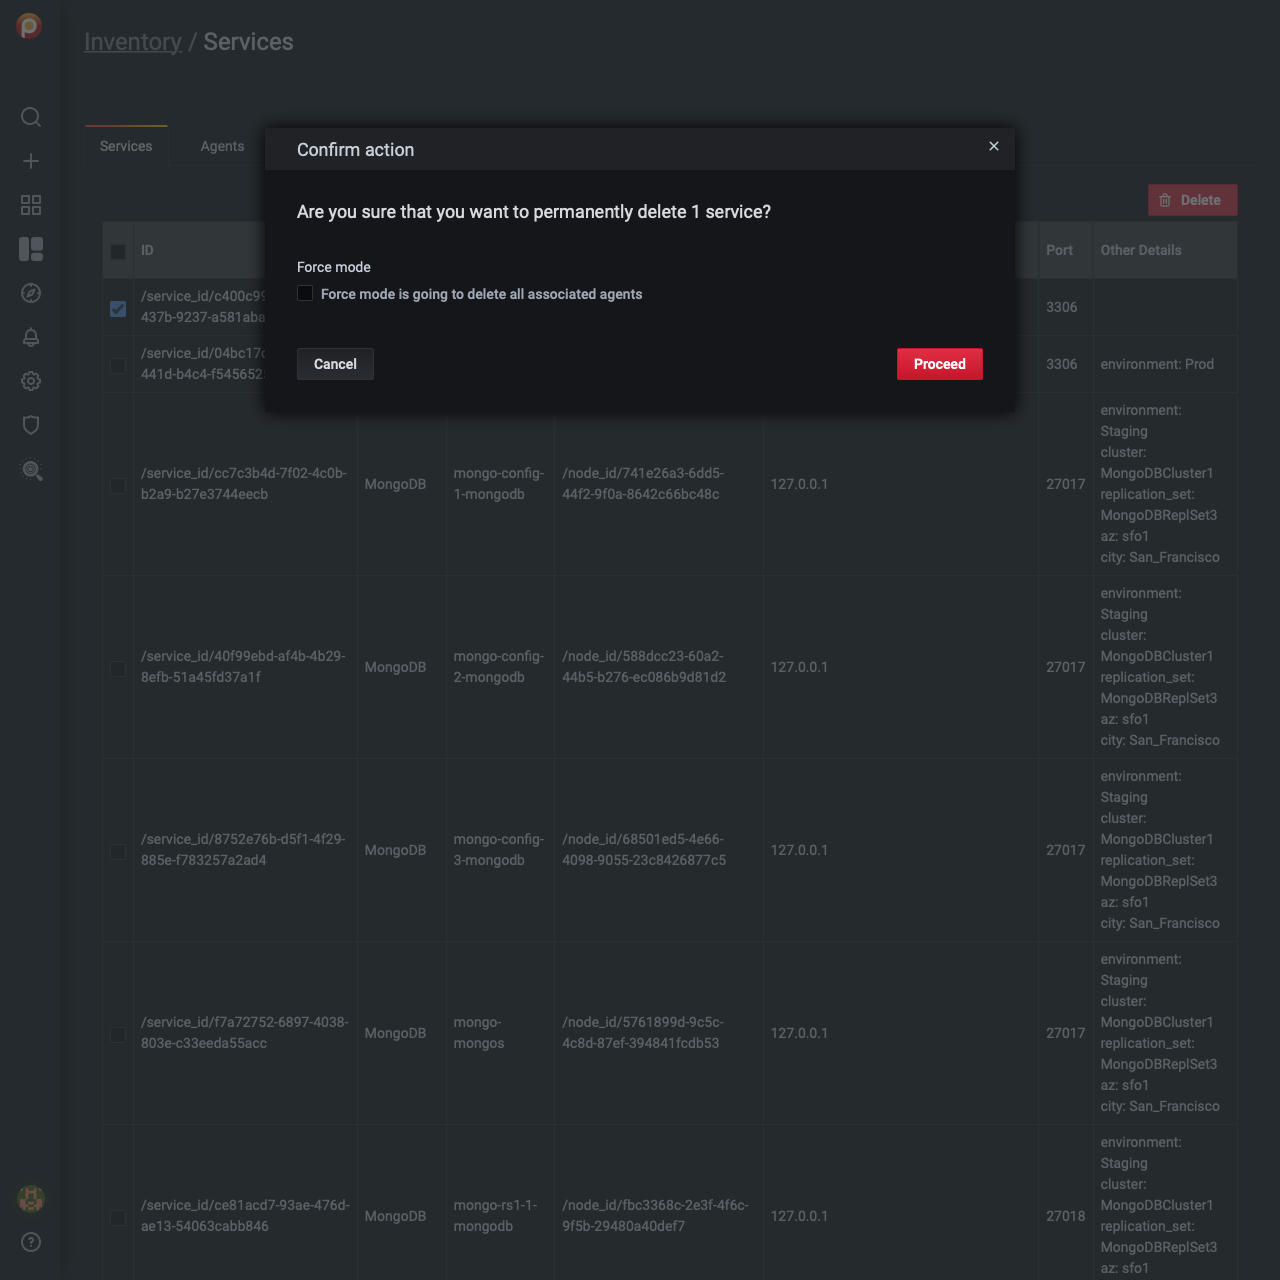 Inventory / Services
Services
Agents
Confirm action
Are you sure that you want to permanently delete 1 service?
Force mode
Force mode is going to delete all associated agents
Cancel
Proceed
Delete
ID
Port
Other Details
/service_id/c400c99
437b-9237-a581aba
3306
/service_id/04bc17c
441d-b4c4-f545652
3306
environment: Prod
/service_id/cc7c3b4d-7f02-4c0b-
b2a9-b27e3744eecb
MongoDB
mongo-config-
1-mongodb
/node_id/741e26a3-6dd5-
44f2-9f0a-8642c66bc48c
127.0.0.1
27017
environment:
Staging
cluster:
MongoDBCluster1
replication_set:
MongoDBReplSet3
az: sfo1
city: San_Francisco
/service_id/40f99ebd-af4b-4b29-
8efb-51a45fd37a1f
MongoDB
mongo-config-
2-mongodb
/node_id/588dcc23-60a2-
44b5-b276-ec086b9d81d2
127.0.0.1
27017
environment:
Staging
cluster:
MongoDBCluster1
replication_set:
MongoDBReplSet3
az: sfo1
city: San_Francisco
/service_id/8752e76b-d5f1-4f29-
885e-f783257a2ad4
MongoDB
mongo-config-
3-mongodb
/node_id/68501ed5-4e66-
4098-9055-23c8426877c5
127.0.0.1
27017
environment:
Staging
cluster:
MongoDBCluster1
replication_set:
MongoDBReplSet3
az: sfo1
city: San_Francisco
/service_id/f7a72752-6897-4038-
803e-c33eeda55acc
MongoDB
mongo-
mongos
/node_id/5761899d-9c5c-
4c8d-87ef-394841fcdb53
127.0.0.1
27017
environment:
Staging
cluster:
MongoDBCluster1
replication_set:
MongoDBReplSet3
az: sfo1
city: San_Francisco
/service_id/ce81acd7-93ae-476d-
ae13-54063cabb846
MongoDB
mongo-rs1-1-
mongodb
/node_id/fbc3368c-2e3f-4f6c-
9f5b-29480a40def7
127.0.0.1
27018
environment:
Staging
cluster:
MongoDBCluster1
replication_set:
MongoDBReplSet3
az: sfo1